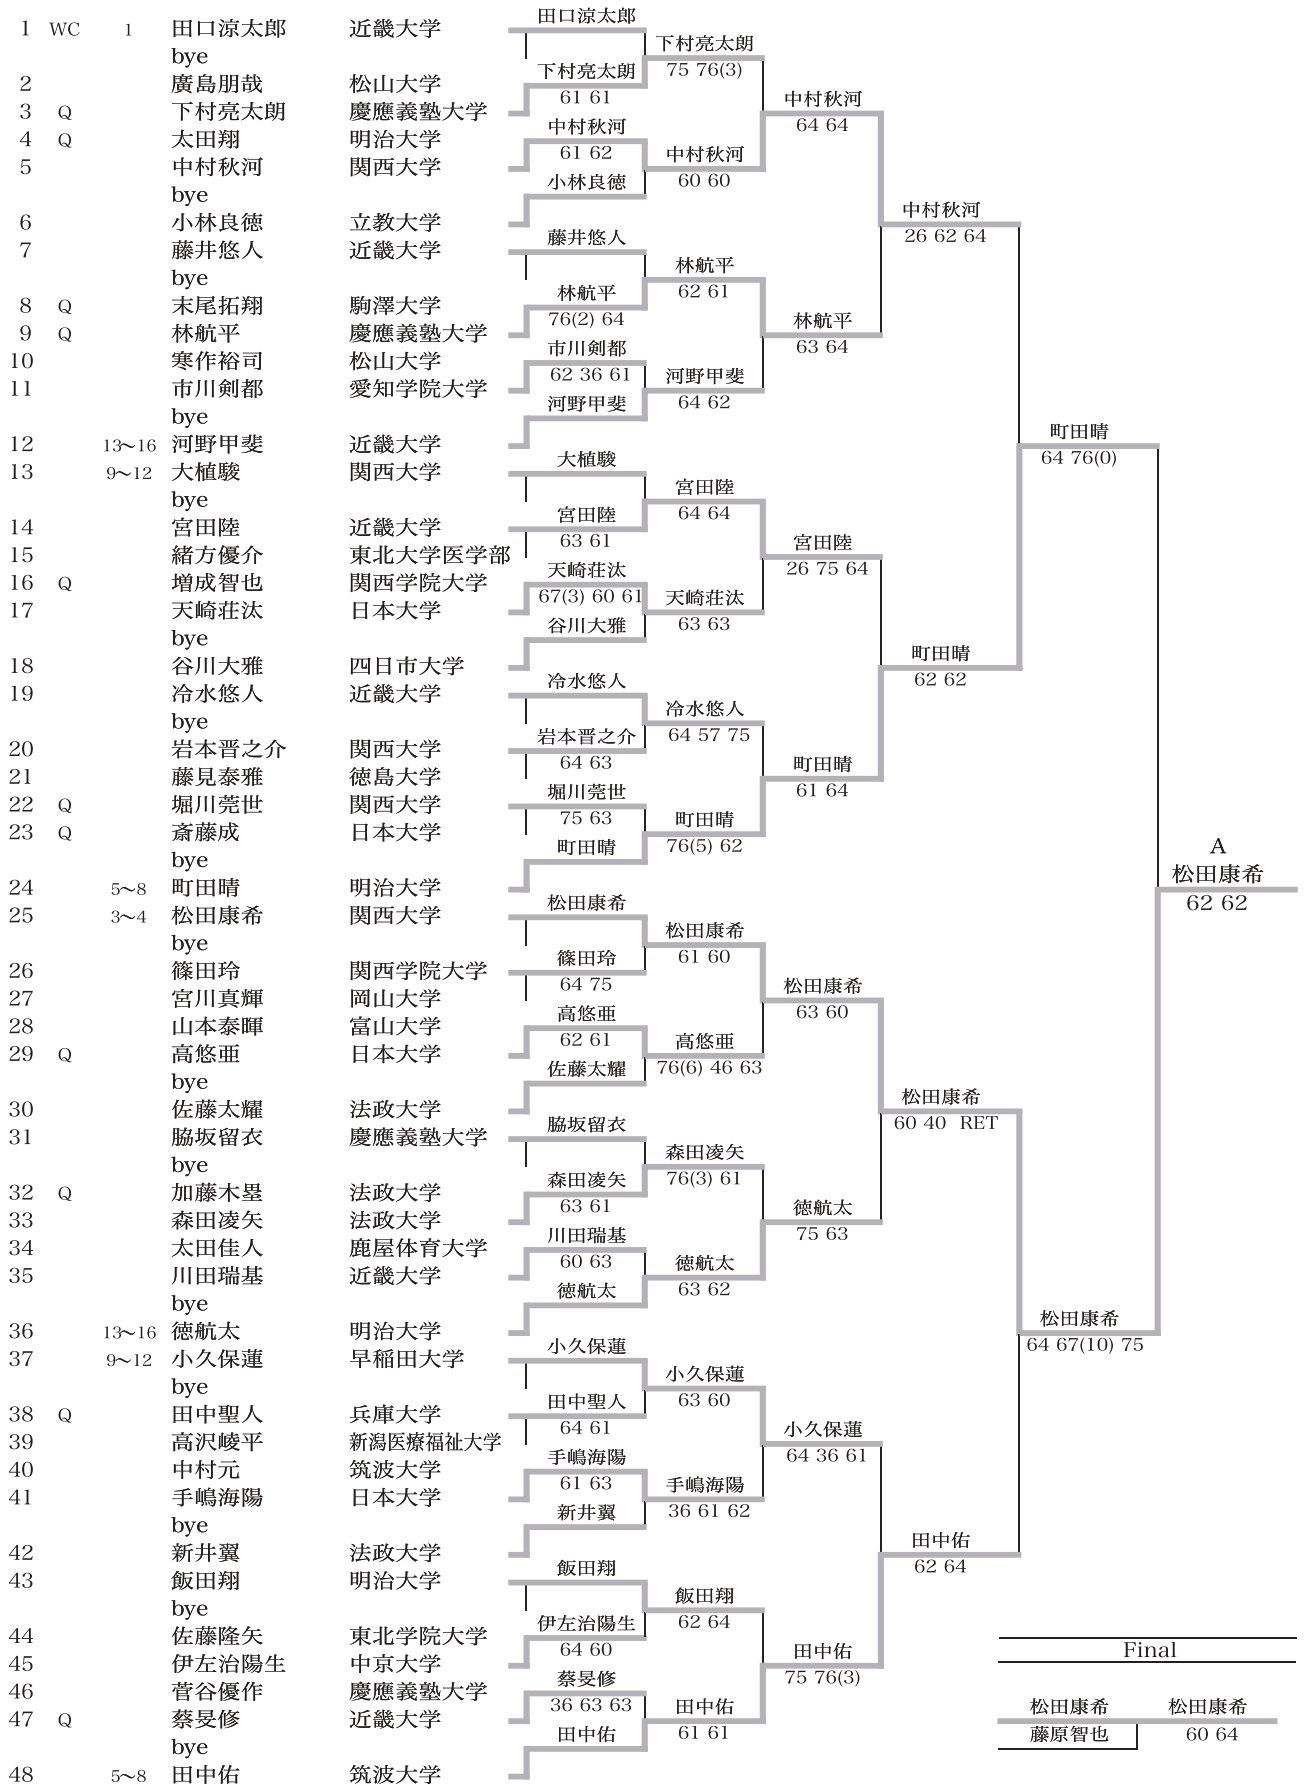 1 WC 1 田口涼太郎 近畿大学
bye
2 廣島朋哉 松山大学
3 Q 下村亮太朗 慶應義塾大学
4 Q 太田翔 明治大学
5 中村秋河 関西大学
bye
6 小林良徳 立教大学
7 藤井悠人 近畿大学
bye
8 Q 末尾拓翔 駒澤大学
9 Q 林航平 慶應義塾大学
10 寒作裕司 松山大学
11 市川剣都 愛知学院大学
bye
12 13〜16 河野甲斐 近畿大学
13 9〜12 大植駿 関西大学
bye
14 宮田陸 近畿大学
15 緒方優介 東北大学医学部
16 Q 増成智也 関西学院大学
17 天崎荘汰 日本大学
bye
18 谷川大雅 四日市大学
19 冷水悠人 近畿大学
bye
20 岩本晋之介 関西大学
21 藤見泰雅 徳島大学
22 Q 堀川莞世 関西大学
23 Q 斎藤成 日本大学
bye
24 5〜8 町田晴 明治大学
25 3〜4 松田康希 関西大学
bye
26 篠田玲 関西学院大学
27 宮川真輝 岡山大学
28 山本泰暉 富山大学
29 Q 高悠亜 日本大学
bye
30 佐藤太耀 法政大学
31 脇坂留衣 慶應義塾大学
bye
32 Q 加藤木塁 法政大学
33 森田凌矢 法政大学
34 太田佳人 鹿屋体育大学
35 川田瑞基 近畿大学
bye
36 13〜16 徳航太 明治大学
37 9〜12 小久保蓮 早稲田大学
bye
38 Q 田中聖人 兵庫大学
39 高沢崚平 新潟医療福祉大学
40 中村元 筑波大学
41 手嶋海陽 日本大学
bye
42 新井翼 法政大学
43 飯田翔 明治大学
bye
44 佐藤隆矢 東北学院大学
45 伊左治陽生 中京大学
46 菅谷優作 慶應義塾大学
47 Q 蔡旻修 近畿大学
bye
48 5〜8 田中佑 筑波大学
田口涼太郎
下村亮太朗
61 61
中村秋河
61 62
小林良徳
藤井悠人
林航平
76(2) 64
市川剣都
62 36 61
河野甲斐
大植駿
宮田陸
63 61
天崎荘汰
67(3) 60 61
谷川大雅
冷水悠人
岩本晋之介
64 63
堀川莞世
75 63
町田晴
松田康希
篠田玲
64 75
高悠亜
62 61
佐藤太耀
脇坂留衣
森田凌矢
63 61
川田瑞基
60 63
徳航太
小久保蓮
田中聖人
64 61
手嶋海陽
61 63
新井翼
飯田翔
伊左治陽生
64 60
蔡旻修
36 63 63
田中佑
下村亮太朗
75 76(3)
中村秋河
60 60
林航平
62 61
河野甲斐
64 62
宮田陸
64 64
天崎荘汰
63 63
冷水悠人
64 57 75
町田晴
76(5) 62
松田康希
61 60
高悠亜
76(6) 46 63
森田凌矢
76(3) 61
徳航太
63 62
小久保蓮
63 60
手嶋海陽
36 61 62
飯田翔
62 64
田中佑
61 61
中村秋河
64 64
林航平
63 64
宮田陸
26 75 64
町田晴
61 64
松田康希
63 60
徳航太
75 63
小久保蓮
64 36 61
田中佑
75 76(3)
中村秋河
26 62 64
町田晴
62 62
松田康希
60 40 RET
田中佑
62 64
町田晴
64 76(0)
松田康希
64 67(10) 75
A
松田康希
62 62
Final
松田康希 松田康希
藤原智也 60 64